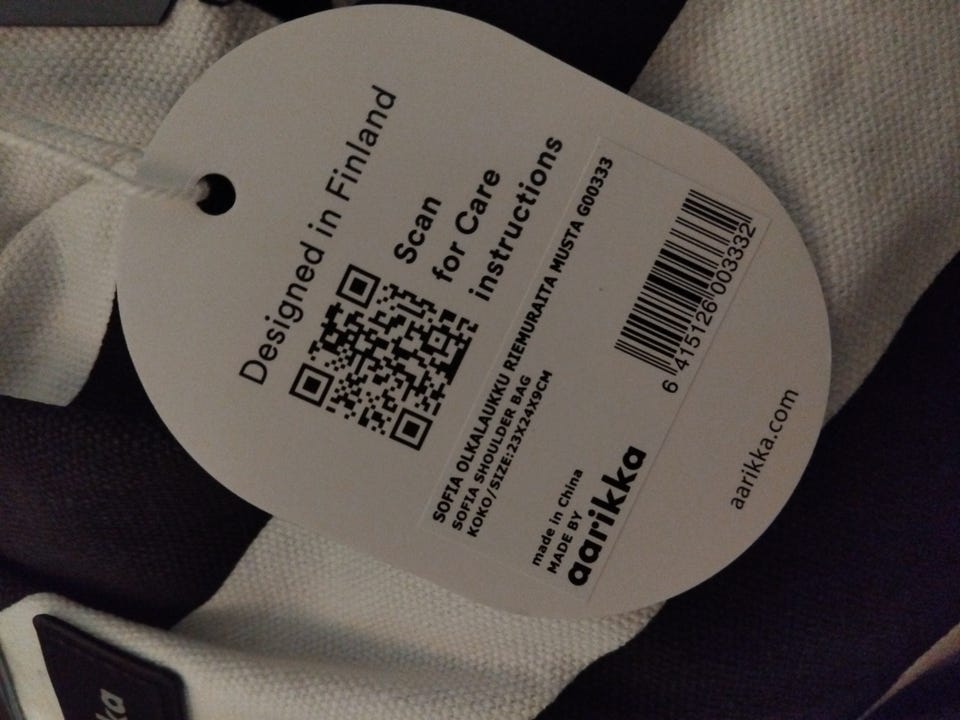 Designed in Finland
Scan
for Care
instructions
SOFIA OLKALAUKKU RIEMURAITA MUSTA G00333
SOFIA SHOULDER BAG
KOKO/SIZE:23X24X9CM
6 415126 003332
made in China
MADE BY
aarikka
aarikka.com
ka